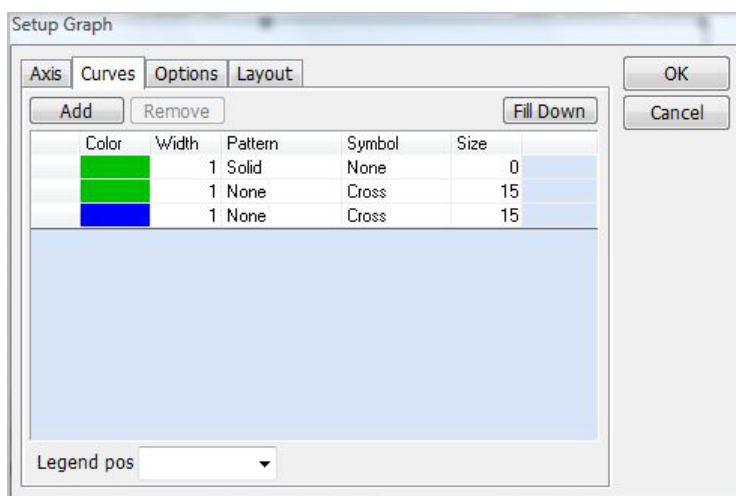 Setup Graph
Axis Curves Options Layout
OK
Add Remove Fill Down
Cancel
Color Width Pattern Symbol Size
1 Solid None 0
1 None Cross 15
1 None Cross 15
Legend pos